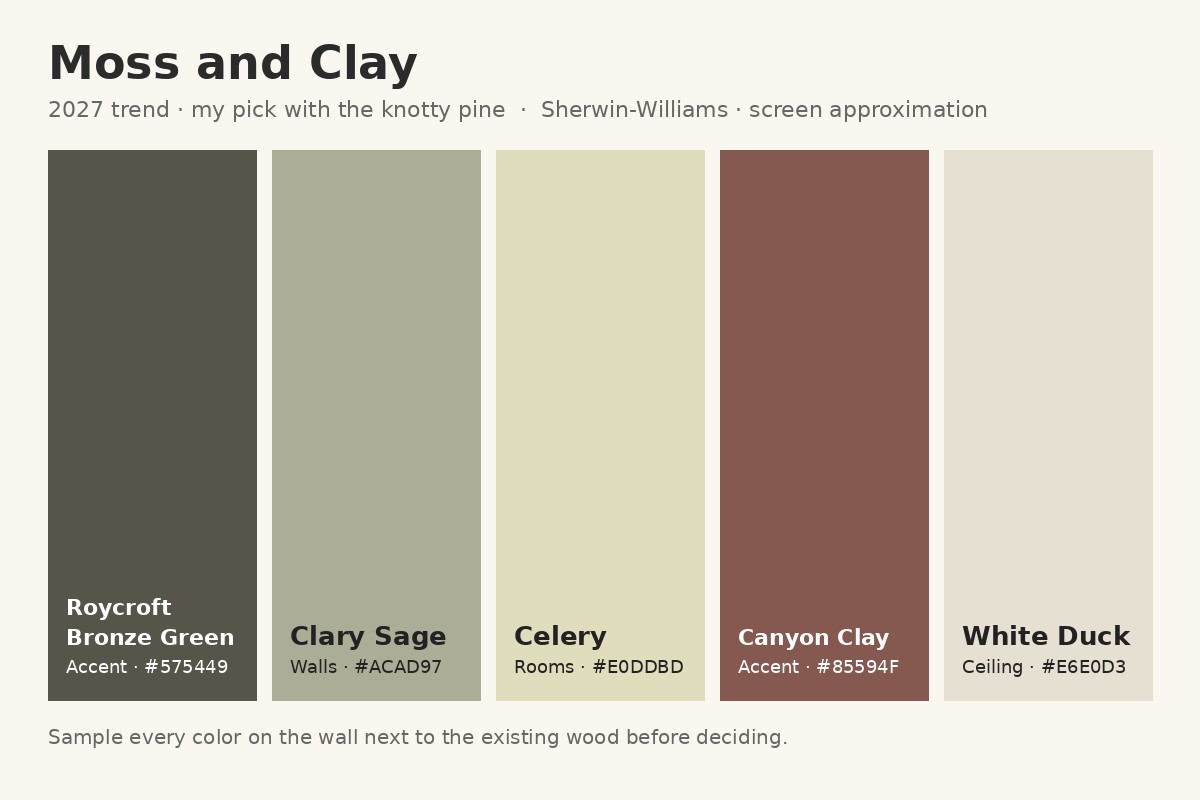 Moss and Clay
2027 trend · my pick with the knotty pine · Sherwin-Williams · screen approximation
Roycroft
Bronze Green
Accent · #575449
Clary Sage
Walls · #ACAD97
Celery
Rooms · #E0DDBD
Canyon Clay
Accent · #85594F
White Duck
Ceiling · #E6E0D3
Sample every color on the wall next to the existing wood before deciding.